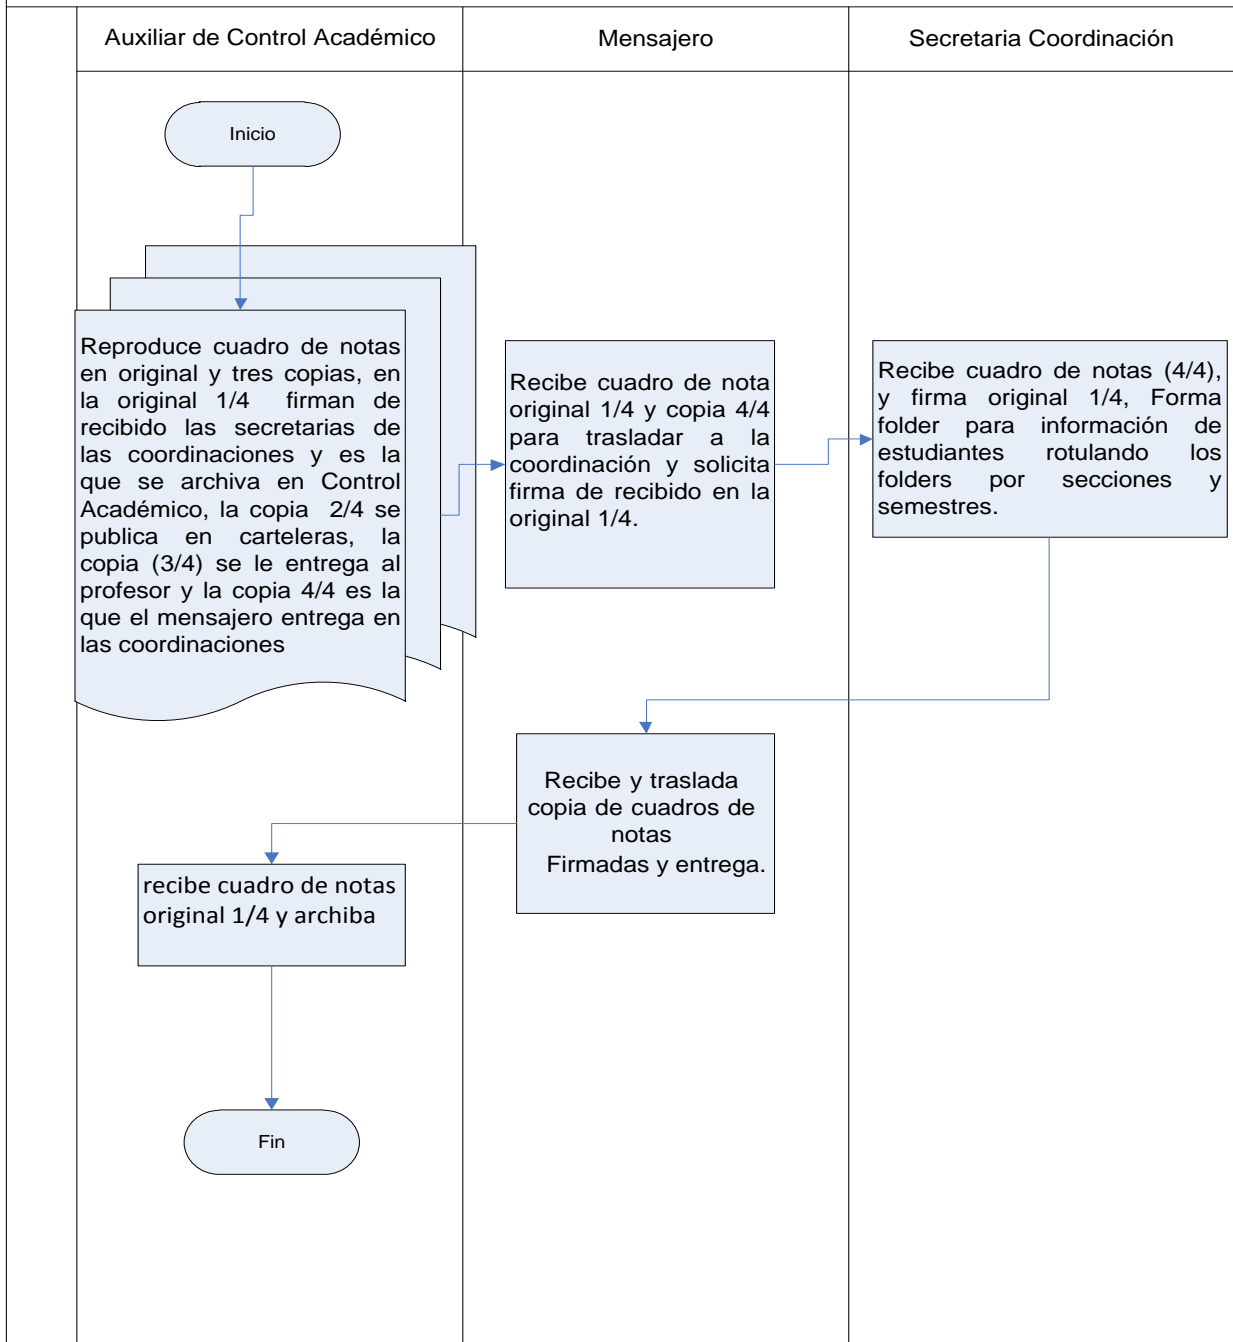 Auxiliar de Control Académico
Mensajero
Secretaria Coordinación
Inicio
Reproduce cuadro de notas
en original y tres copias, en
la original 1/4 firman de
recibido las secretarias de
las coordinaciones y es la
que se archiva en Control
Académico, la copia 2/4 se
publica en carteleras, la
copia (3/4) se le entrega al
profesor y la copia 4/4 es la
que el mensajero entrega en
las coordinaciones
Recibe cuadro de nota
original 1/4 y copia 4/4
para trasladar a la
coordinación y solicita
firma de recibido en la
original 1/4.
Recibe cuadro de notas (4/4),
y firma original 1/4, Forma
folder para información de
estudiantes rotulando los
folders por secciones y
semestres.
Recibe y traslada
copia de cuadros de
notas
Firmadas y entrega.
recibe cuadro de notas
original 1/4 y archiba
Fin